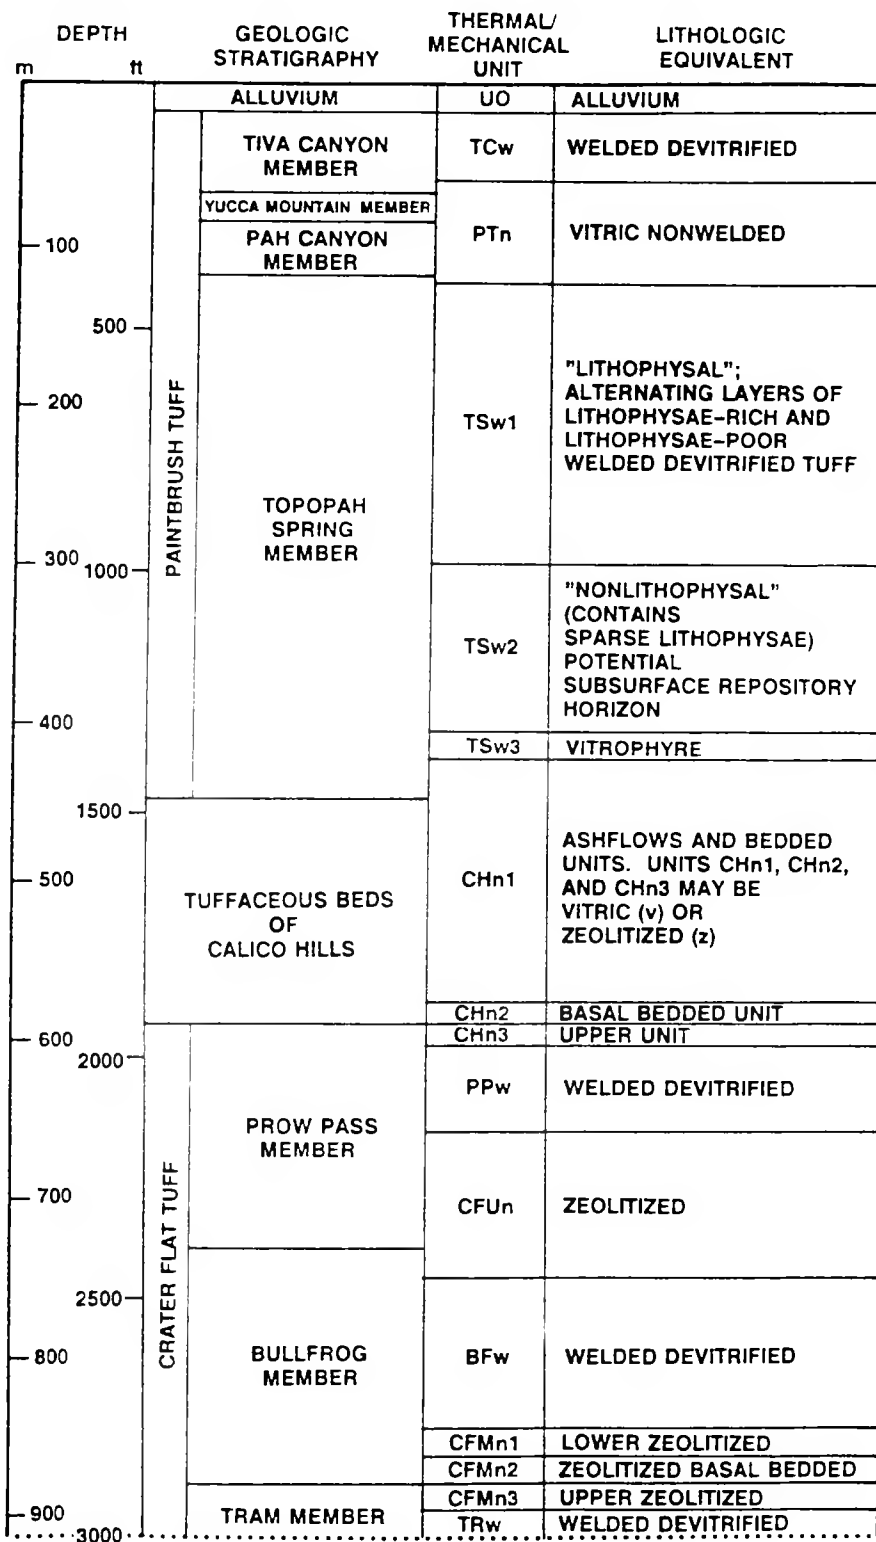 DEPTH
m
ft
GEOLOGIC
STRATIGRAPHY
THERMAL/
MECHANICAL
UNIT
LITHOLOGIC
EQUIVALENT
ALLUVIUM
UO
ALLUVIUM
TIVA CANYON
MEMBER
TCw
WELDED DEVITRIFIED
YUCCA MOUNTAIN MEMBER
100
PAH CANYON
MEMBER
PTn
VITRIC NONWELDED
500
200
300
1000
PAINTBRUSH TUFF
TOPOPAH
SPRING
MEMBER
TSw1
"LITHOPHYSAL";
ALTERNATING LAYERS OF
LITHOPHYSAE-RICH AND
LITHOPHYSAE-POOR
WELDED DEVITRIFIED TUFF
TSw2
"NONLITHOPHYSAL"
(CONTAINS
SPARSE LITHOPHYSAE)
POTENTIAL
SUBSURFACE REPOSITORY
HORIZON
400
TSw3
VITROPHYRE
1500
500
TUFFACEOUS BEDS
OF
CALICO HILLS
CHn1
ASHFLOWS AND BEDDED
UNITS. UNITS CHn1, CHn2,
AND CHn3 MAY BE
VITRIC (v) OR
ZEOLITIZED (z)
CHn2
BASAL BEDDED UNIT
600
CHn3
UPPER UNIT
2000
CRATER FLAT TUFF
PROW PASS
MEMBER
PPw
WELDED DEVITRIFIED
700
CFUn
ZEOLITIZED
2500
800
BULLFROG
MEMBER
BFw
WELDED DEVITRIFIED
CFMn1
LOWER ZEOLITIZED
CFMn2
ZEOLITIZED BASAL BEDDED
900
3000
TRAM MEMBER
CFMn3
UPPER ZEOLITIZED
TRw
WELDED DEVITRIFIED